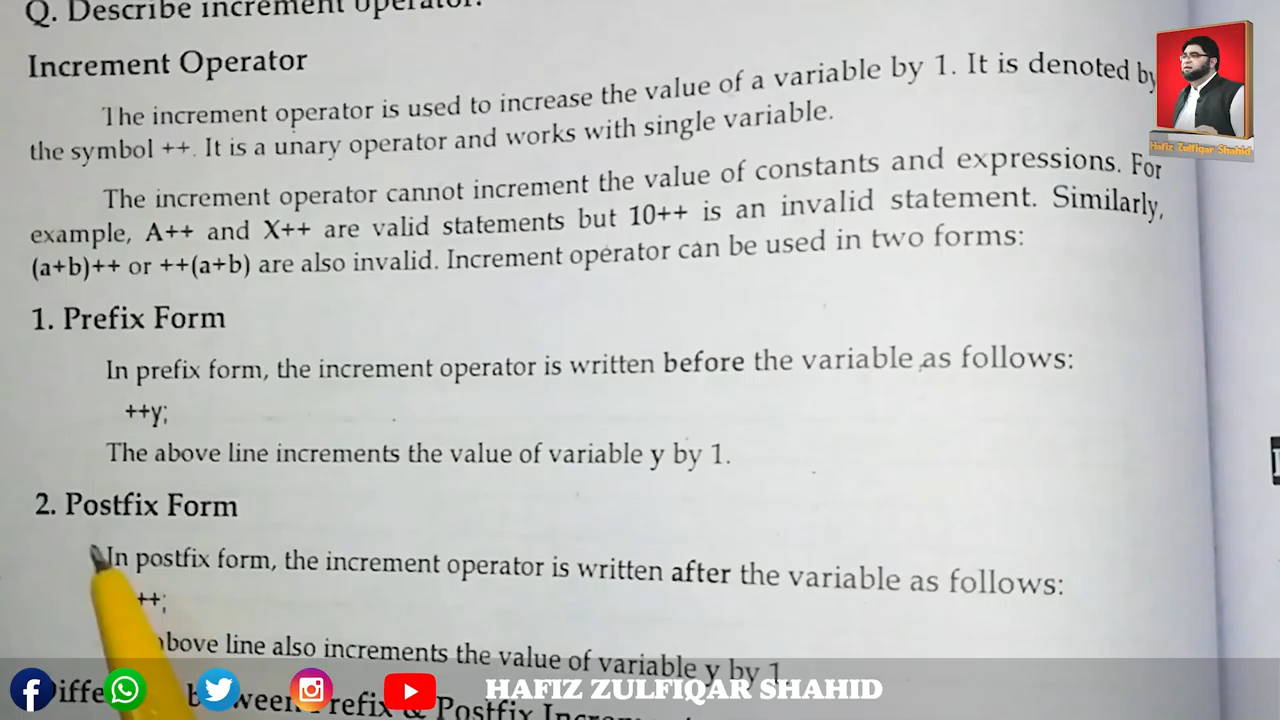 Q. Describe increment operator.
Increment Operator
The increment operator is used to increase the value of a variable by 1. It is denoted by
the symbol ++. It is a unary operator and works with single variable.
The increment operator cannot increment the value of constants and expressions. For
example, A++ and X++ are valid statements but 10++ is an invalid statement. Similarly,
(a+b)++ or ++(a+b) are also invalid. Increment operator can be used in two forms:
1. Prefix Form
In prefix form, the increment operator is written before the variable as follows:
++y;
The above line increments the value of variable y by 1.
2. Postfix Form
In postfix form, the increment operator is written after the variable as follows:
++;
above line also increments the value of variable y by 1.
between Prefix & Postfix
Hafiz Zulfiqar Shahid
HAFIZ ZULFIQAR SHAHID